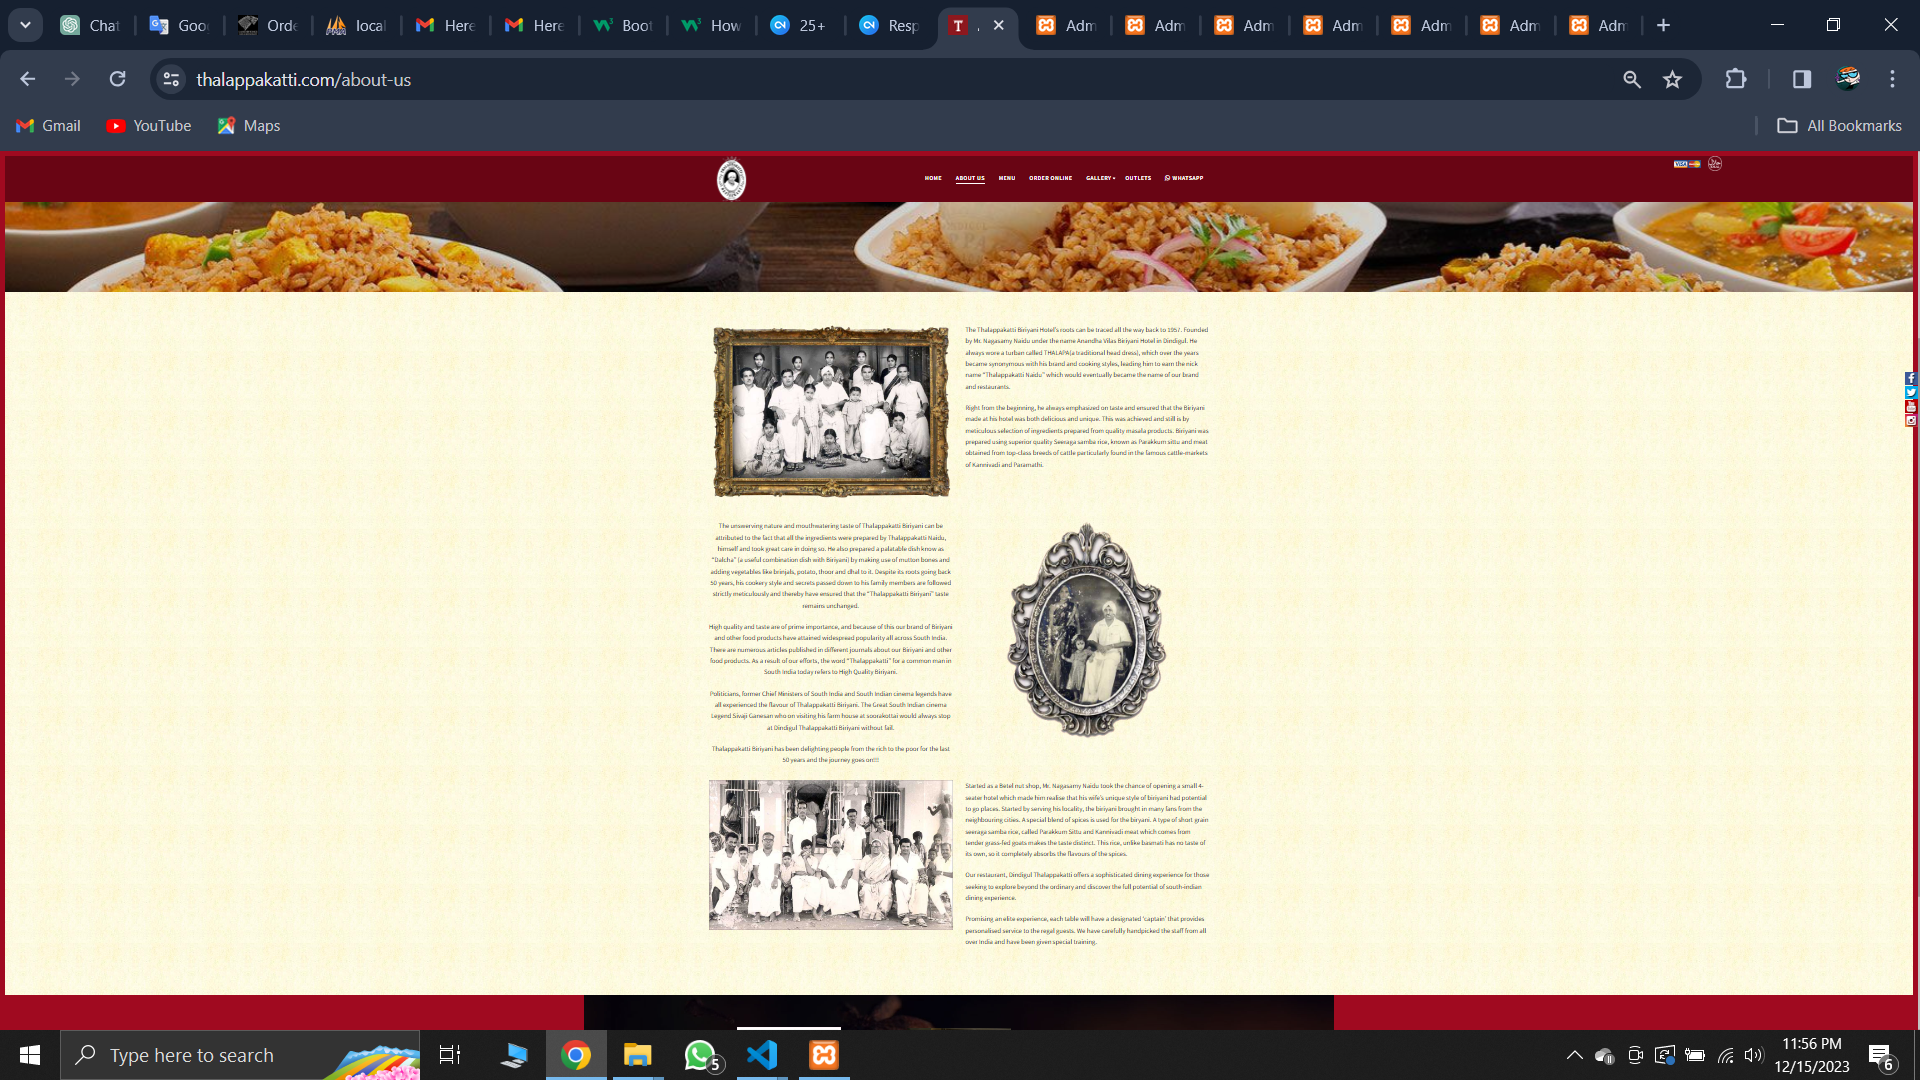 Chat
Goo
Orde
local
Here
Here
Boot
How
25+
Resp
Adm
Adm
Adm
Adm
Adm
Adm
Adm
thalappakatti.com/about-us
Gmail
YouTube
Maps
All Bookmarks
HOME
ABOUT US
MENU
ORDER ONLINE
GALLERY
OUTLETS
WHATSAPP
VISA
The Thalappakatti Biriyani Hotel's roots can be traced all the way back to 1957. Founded
by Mr. Nagasamy Naidu under the name Anandha Vilas Biriyani Hotel in Dindigul. He
always wore a turban called THALAPA(a traditional head dress), which over the years
became synonymous with his brand and cooking styles, leading him to earn the nick
name "Thalappakatti Naidu" which would eventually became the name of our brand
and restaurants.
Right from the beginning, he always emphasized on taste and ensured that the Biriyani
made at his hotel was both delicious and unique. This was achieved and still is by
meticulous selection of ingredients prepared from quality masala products. Biriyani was
prepared using superior quality Seeraga samba rice, known as Parakkum sittu and meat
obtained from top-class breeds of cattle particularly found in the famous cattle-markets
of Kannivadi and Paramathi.
The unswerving nature and mouthwatering taste of Thalappakatti Biriyani can be
attributed to the fact that all the ingredients were prepared by Thalappakatti Naidu,
himself and took great care in doing so. He also prepared a palatable dish know as
"Dalcha" (a useful combination dish with Biriyani) by making use of mutton bones and
adding vegetables like brinjals, potato, thoor and dhal to it. Despite its roots going back
50 years, his cookery style and secrets passed down to his family members are followed
strictly meticulously and thereby have ensured that the "Thalappakatti Biriyani" taste
remains unchanged.
High quality and taste are of prime importance, and because of this our brand of Biriyani
and other food products have attained widespread popularity all across South India.
There are numerous articles published in different journals about our Biriyani and other
food products. As a result of our efforts, the word "Thalappakatti" for a common man in
South India today refers to High Quality Biriyani.
Politicians, former Chief Ministers of South India and South Indian cinema legends have
all experienced the flavour of Thalappakatti Biriyani. The Great South Indian cinema
Legend Sivaji Ganesan who on visiting his farm house at soorakottai would always stop
at Dindigul Thalappakatti Biriyani without fail.
Thalappakatti Biriyani has been delighting people from the rich to the poor for the last
50 years and the journey goes on!!!
Started as a Betel nut shop, Mr. Nagasamy Naidu took the chance of opening a small 4-
seater hotel which made him realise that his wife's unique style of biriyani had potential
to go places. Started by serving his locality, the biriyani brought in many fans from the
neighbouring cities. A special blend of spices is used for the biryani. A type of short grain
seeraga samba rice, called Parakkum Sittu and Kannivadi meat which comes from
tender grass-fed goats makes the taste distinct. This rice, unlike basmati has no taste of
its own, so it completely absorbs the flavours of the spices.
Our restaurant, Dindigul Thalappakatti offers a sophisticated dining experience for those
seeking to explore beyond the ordinary and discover the full potential of south-indian
dining experience.
Promising an elite experience, each table will have a designated 'captain' that provides
personalised service to the regal guests. We have carefully handpicked the staff from all
over India and have been given special training.
Type here to search
5
11:56 PM
12/15/2023
6